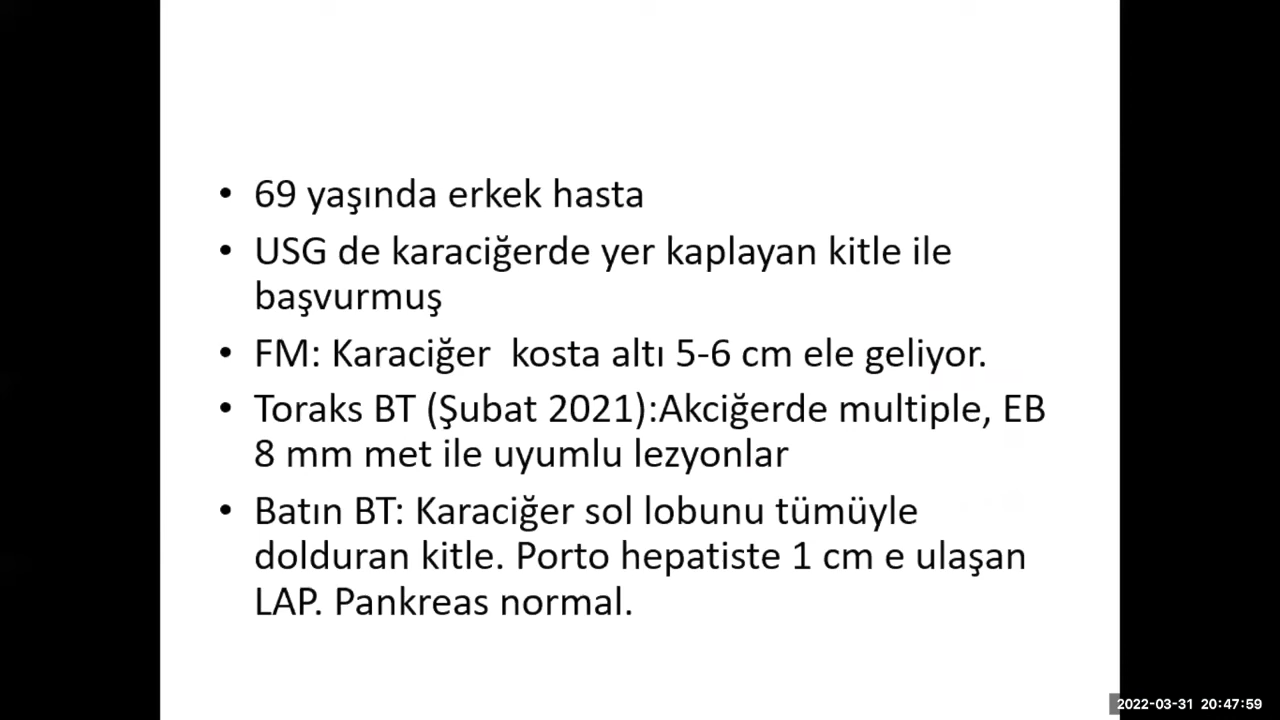 • 69 yaşında erkek hasta
• USG de karaciğerde yer kaplayan kitle ile
başvurmuş
• FM: Karaciğer  kosta altı 5-6 cm ele geliyor.
• Toraks BT (Şubat 2021):Akciğerde multiple, EB
8 mm met ile uyumlu lezyonlar
• Batın BT: Karaciğer sol lobunu tümüyle
dolduran kitle. Porto hepatiste 1 cm e ulaşan
LAP. Pankreas normal.
2022-03-31 20:47:59